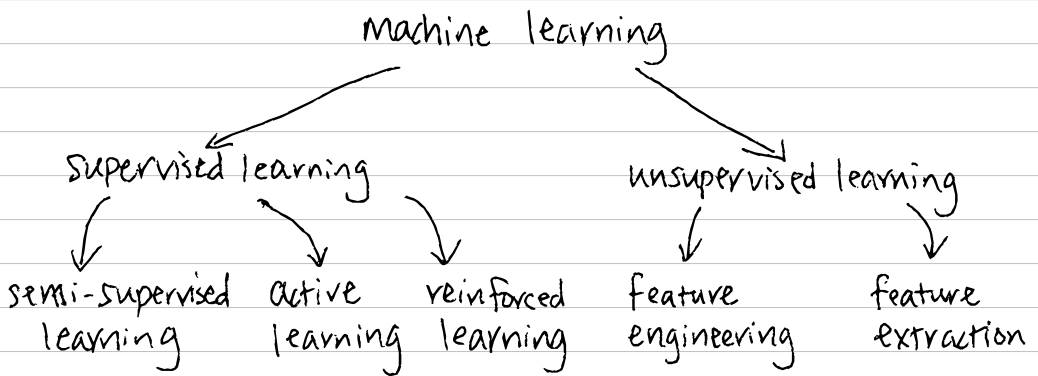 machine learning
supervised learning
unsupervised learning
semi-supervised learning
active learning
reinforced learning
feature engineering
feature extraction